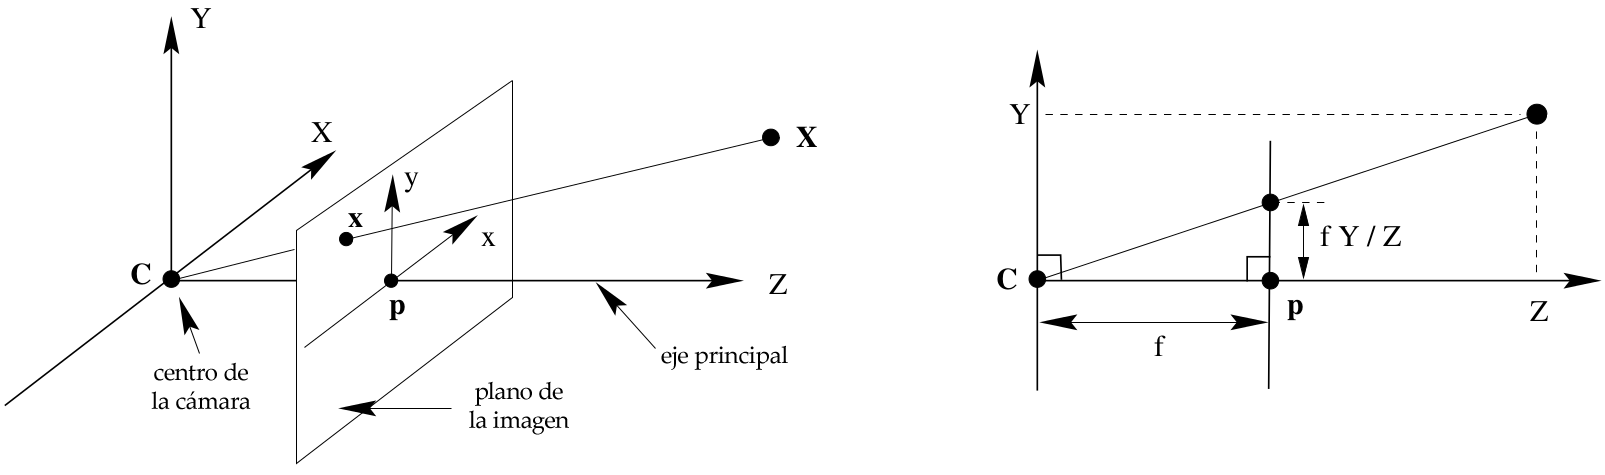 Y
X
X
y
x
x
C
Z
p
eje principal
centro de
la cámara
plano de
la imagen
Y
f Y / Z
C
p
Z
f